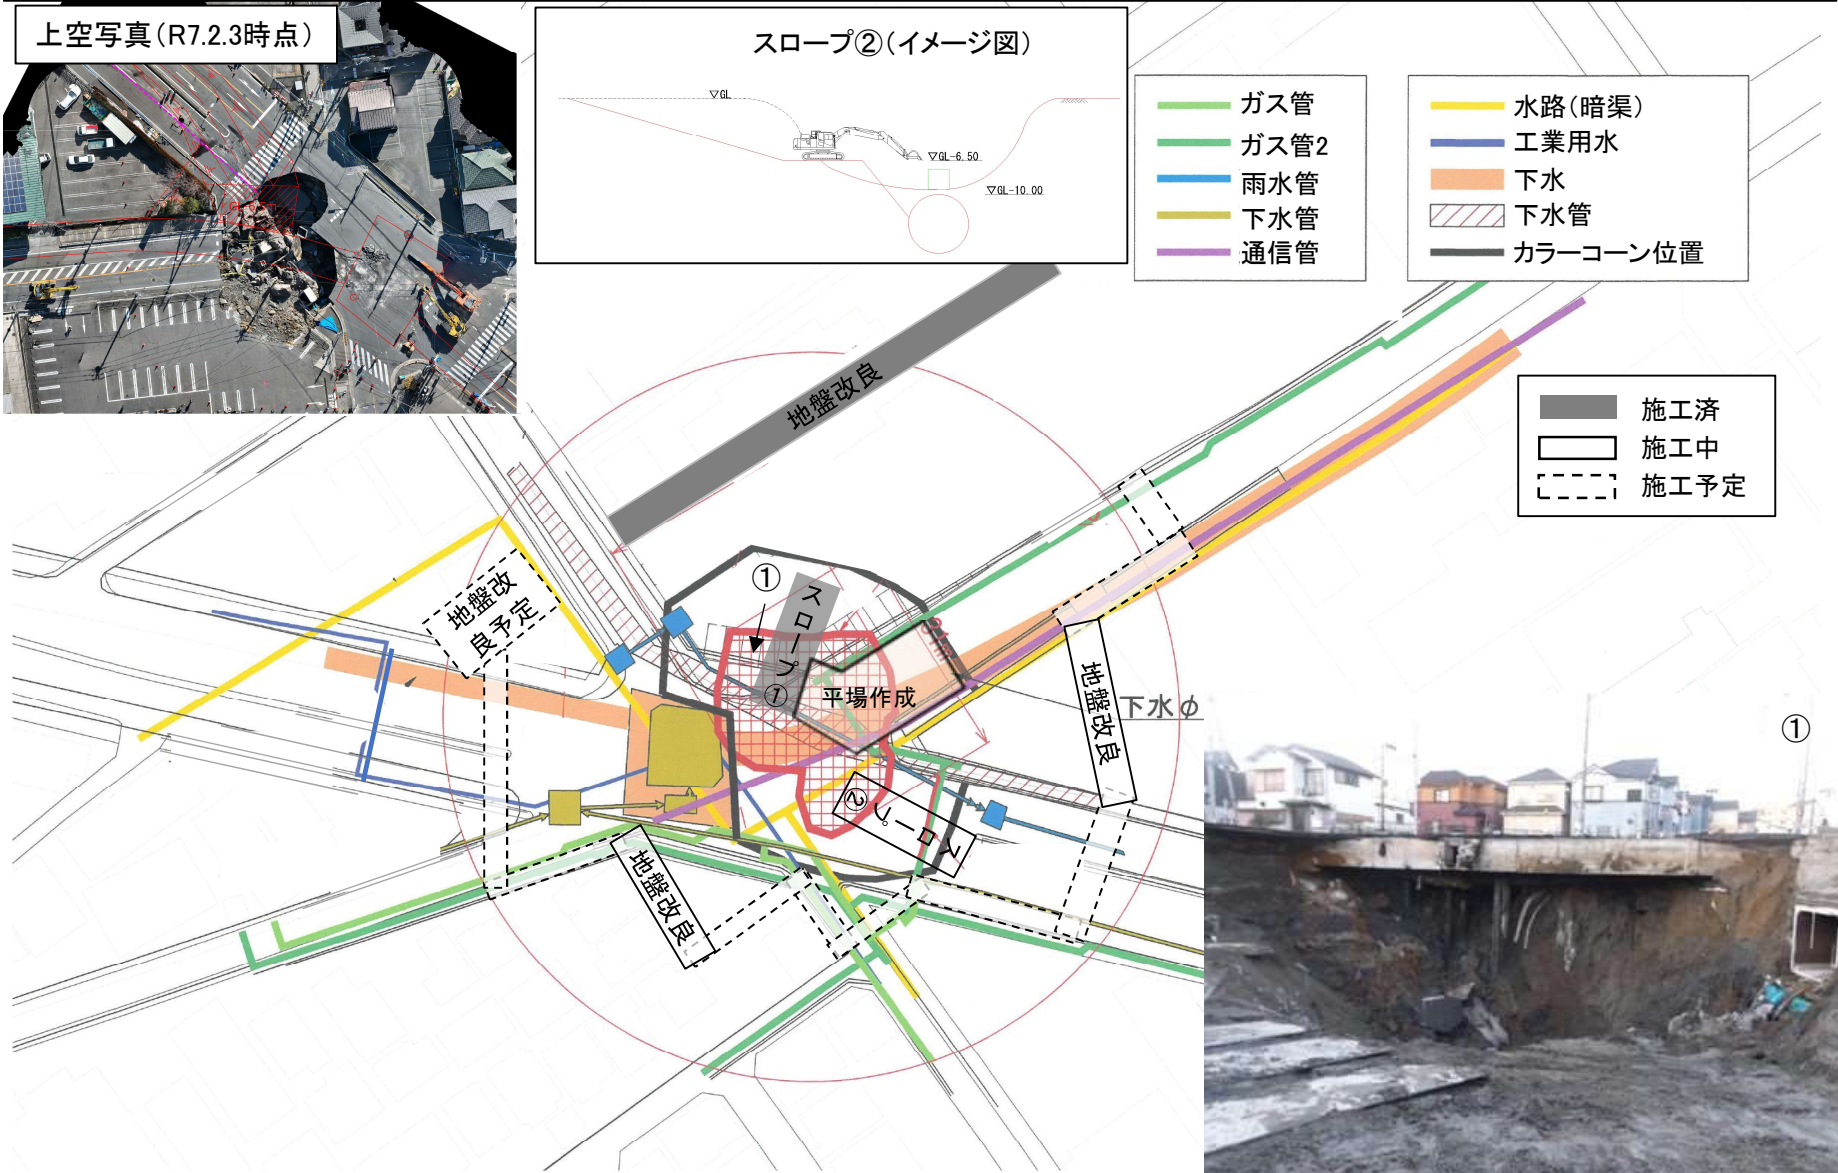 上空写真(R7.2.3時点)
スロープ②(イメージ図)
▽GL
▽GL-6.50
▽GL-10.00
ガス管
ガス管2
雨水管
下水管
通信管
水路(暗渠)
工業用水
下水
下水管
カラーコーン位置
施工済
施工中
施工予定
地盤改良
地盤改
良予定
①
スロープ①
平場作成
地盤改良
下水φ
スロープ②
地盤改良
①